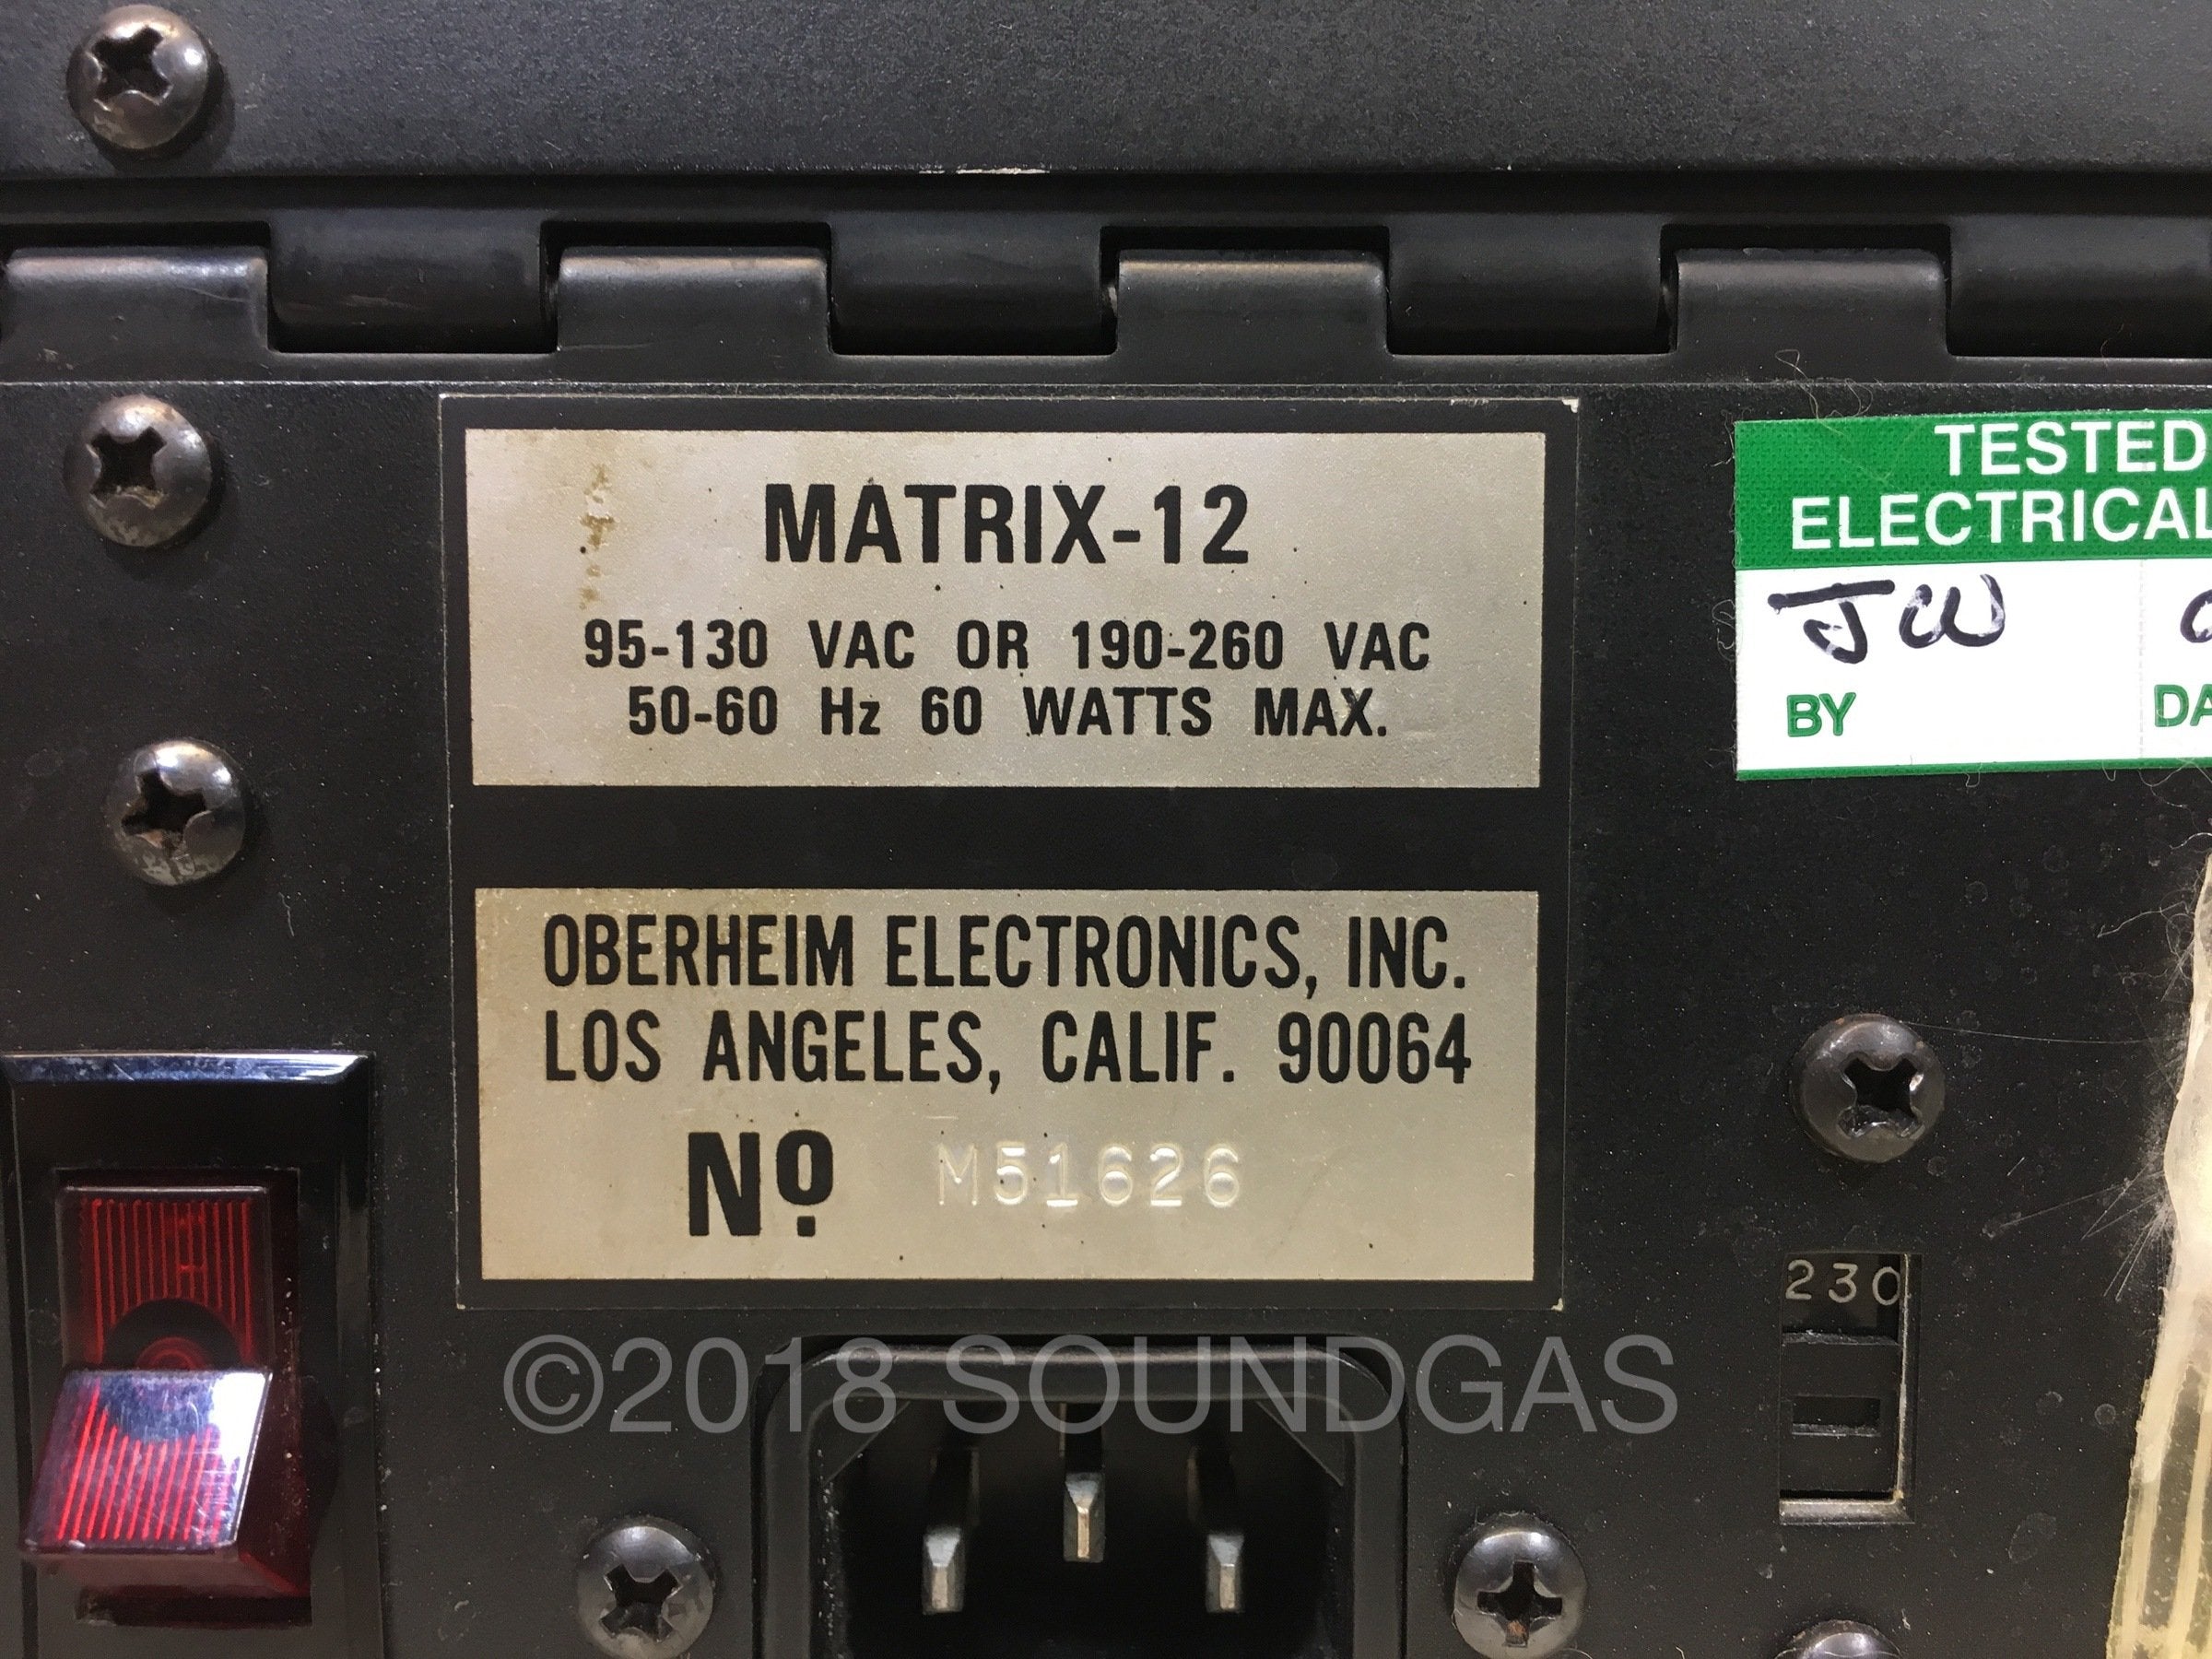 MATRIX-12
95-130 VAC OR 190-260 VAC
50-60 Hz 60 WATTS MAX.
OBERHEIM ELECTRONICS, INC.
LOS ANGELES, CALIF. 90064
Nº M51626
TESTED
ELECTRICAL
JW
BY
DA
230
©2018 SOUNDGAS